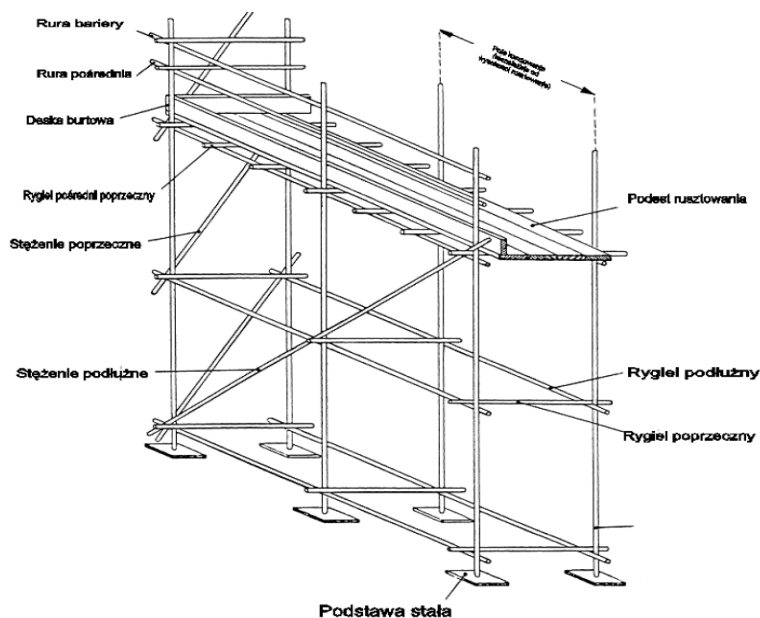 Rura bariery
Rura pośrednia
Deska burtowa
Rygiel pośredni poprzeczny
Stężenie poprzeczne
Stężenie podłużne
Podest rusztowania
Rygiel podłużny
Rygiel poprzeczny
Podstawa stała